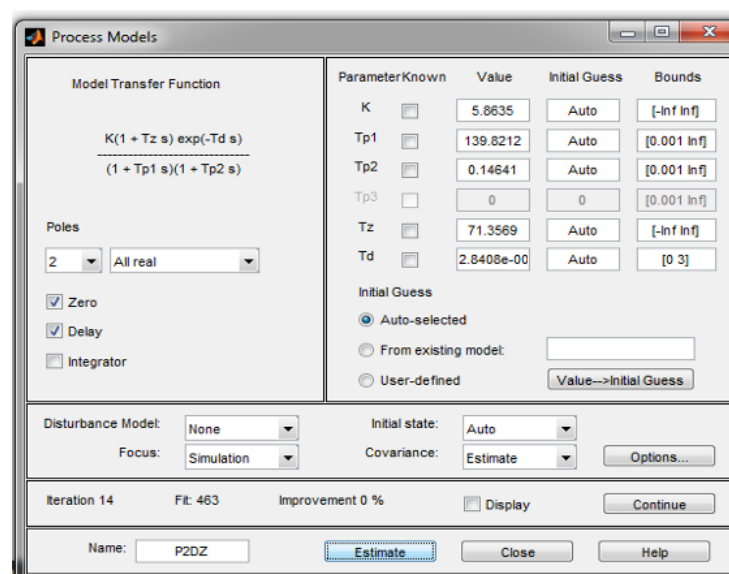 Process Models
Model Transfer Function
K(1 + Tz s) exp(-Td s)
(1 + Tp1 s)(1 + Tp2 s)
Poles
2 All real
Zero
Delay
Integrator
Parameter Known Value Initial Guess Bounds
K 5.8635 Auto [-Inf Inf]
Tp1 139.8212 Auto [0.001 Inf]
Tp2 0.14641 Auto [0.001 Inf]
Tp3 0 0 [0.001 Inf]
Tz 71.3569 Auto [-Inf Inf]
Td 2.8408e-00 Auto [0 3]
Initial Guess
Auto-selected
From existing model:
User-defined Value-->Initial Guess
Disturbance Model: None Initial state: Auto
Focus: Simulation Covariance: Estimate Options...
Iteration 14 Fit: 463 Improvement 0 % Display Continue
Name: P2DZ Estimate Close Help